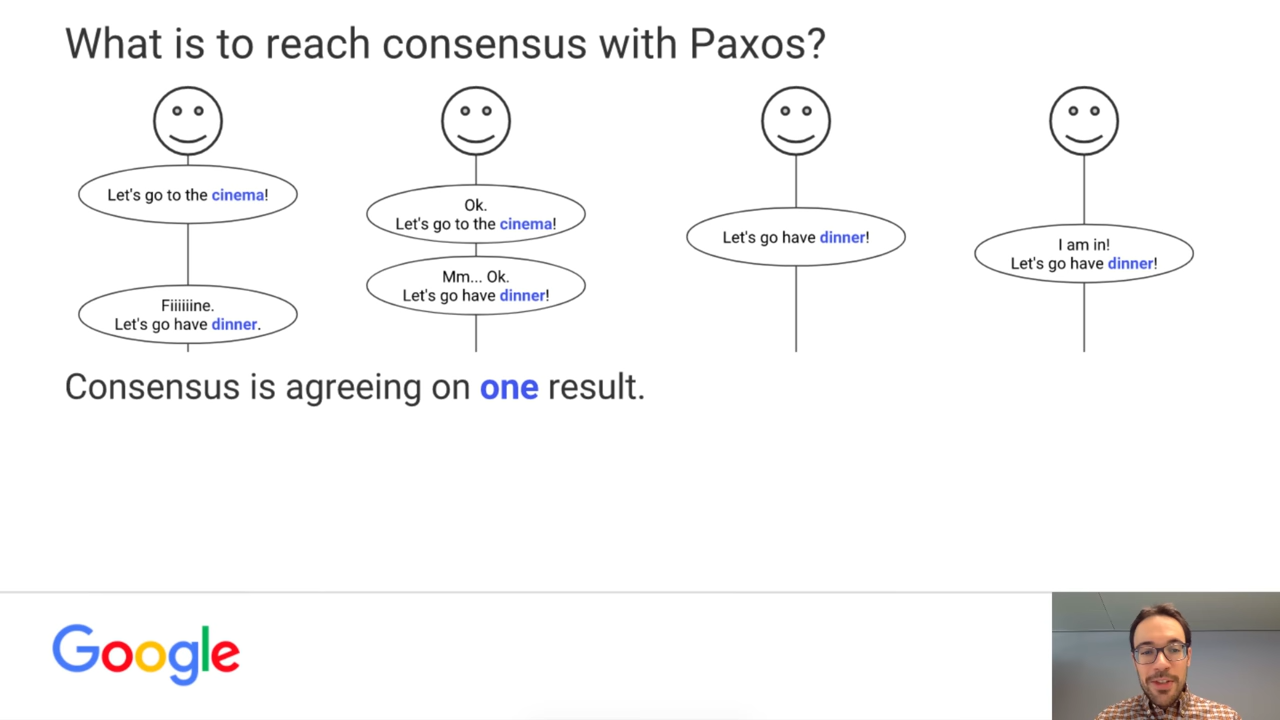 What is to reach consensus with Paxos?
Let's go to the cinema!
Fiiiiiine.
Let's go have dinner.
Ok.
Let's go to the cinema!
Mm... Ok.
Let's go have dinner!
Let's go have dinner!
I am in!
Let's go have dinner!
Consensus is agreeing on one result.
Google